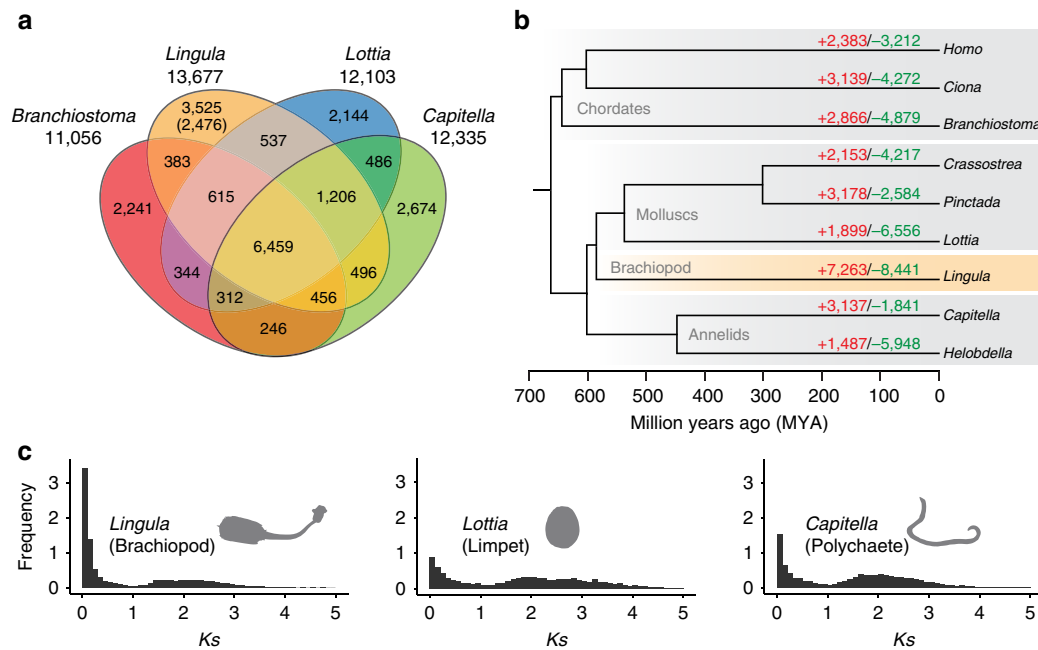 a
Lingula
13,677
Lottia
12,103
Branchiostoma
11,056
Capitella
12,335
3,525
(2,476)
2,144
537
383
486
615
1,206
2,241
2,674
6,459
344
496
312
456
246
b
+2,383/–3,212 Homo
+3,139/–4,272 Ciona
Chordates
+2,866/–4,879 Branchiostoma
+2,153/–4,217 Crassostrea
+3,178/–2,584 Pinctada
Molluscs
+1,899/–6,556 Lottia
Brachiopod
+7,263/–8,441 Lingula
+3,137/–1,841 Capitella
Annelids
+1,487/–5,948 Helobdella
700 600 500 400 300 200 100 0
Million years ago (MYA)
c
Frequency
3
2
1
0
Lingula
(Brachiopod)
0 1 2 3 4 5
Ks
3
2
1
0
Lottia
(Limpet)
0 1 2 3 4 5
Ks
3
2
1
0
Capitella
(Polychaete)
0 1 2 3 4 5
Ks